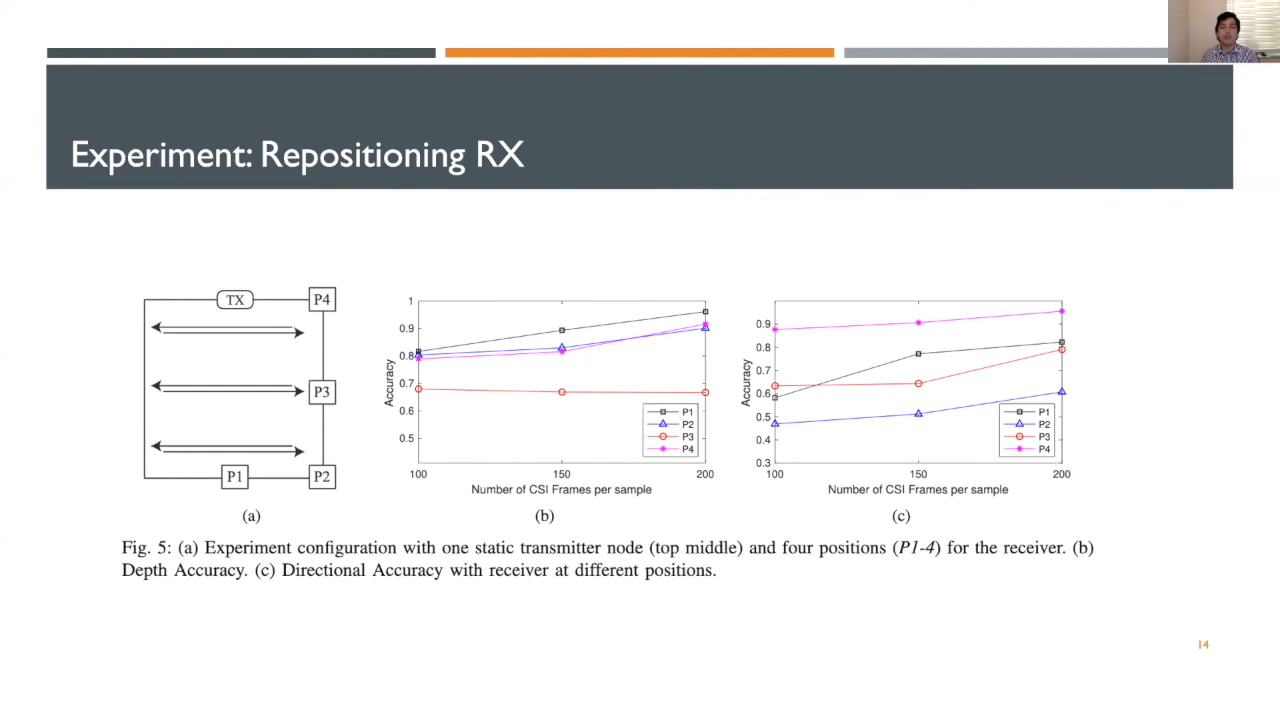 Experiment: Repositioning RX
TX
P4
P3
P1
P2
(a)
1
0.9
0.8
0.7
0.6
0.5
Accuracy
100
150
200
Number of CSI Frames per sample
P1
P2
P3
P4
(b)
0.9
0.8
0.7
0.6
0.5
0.4
0.3
Accuracy
100
150
200
Number of CSI Frames per sample
P1
P2
P3
P4
(c)
Fig. 5: (a) Experiment configuration with one static transmitter node (top middle) and four positions (P1-4) for the receiver. (b)
Depth Accuracy. (c) Directional Accuracy with receiver at different positions.
14